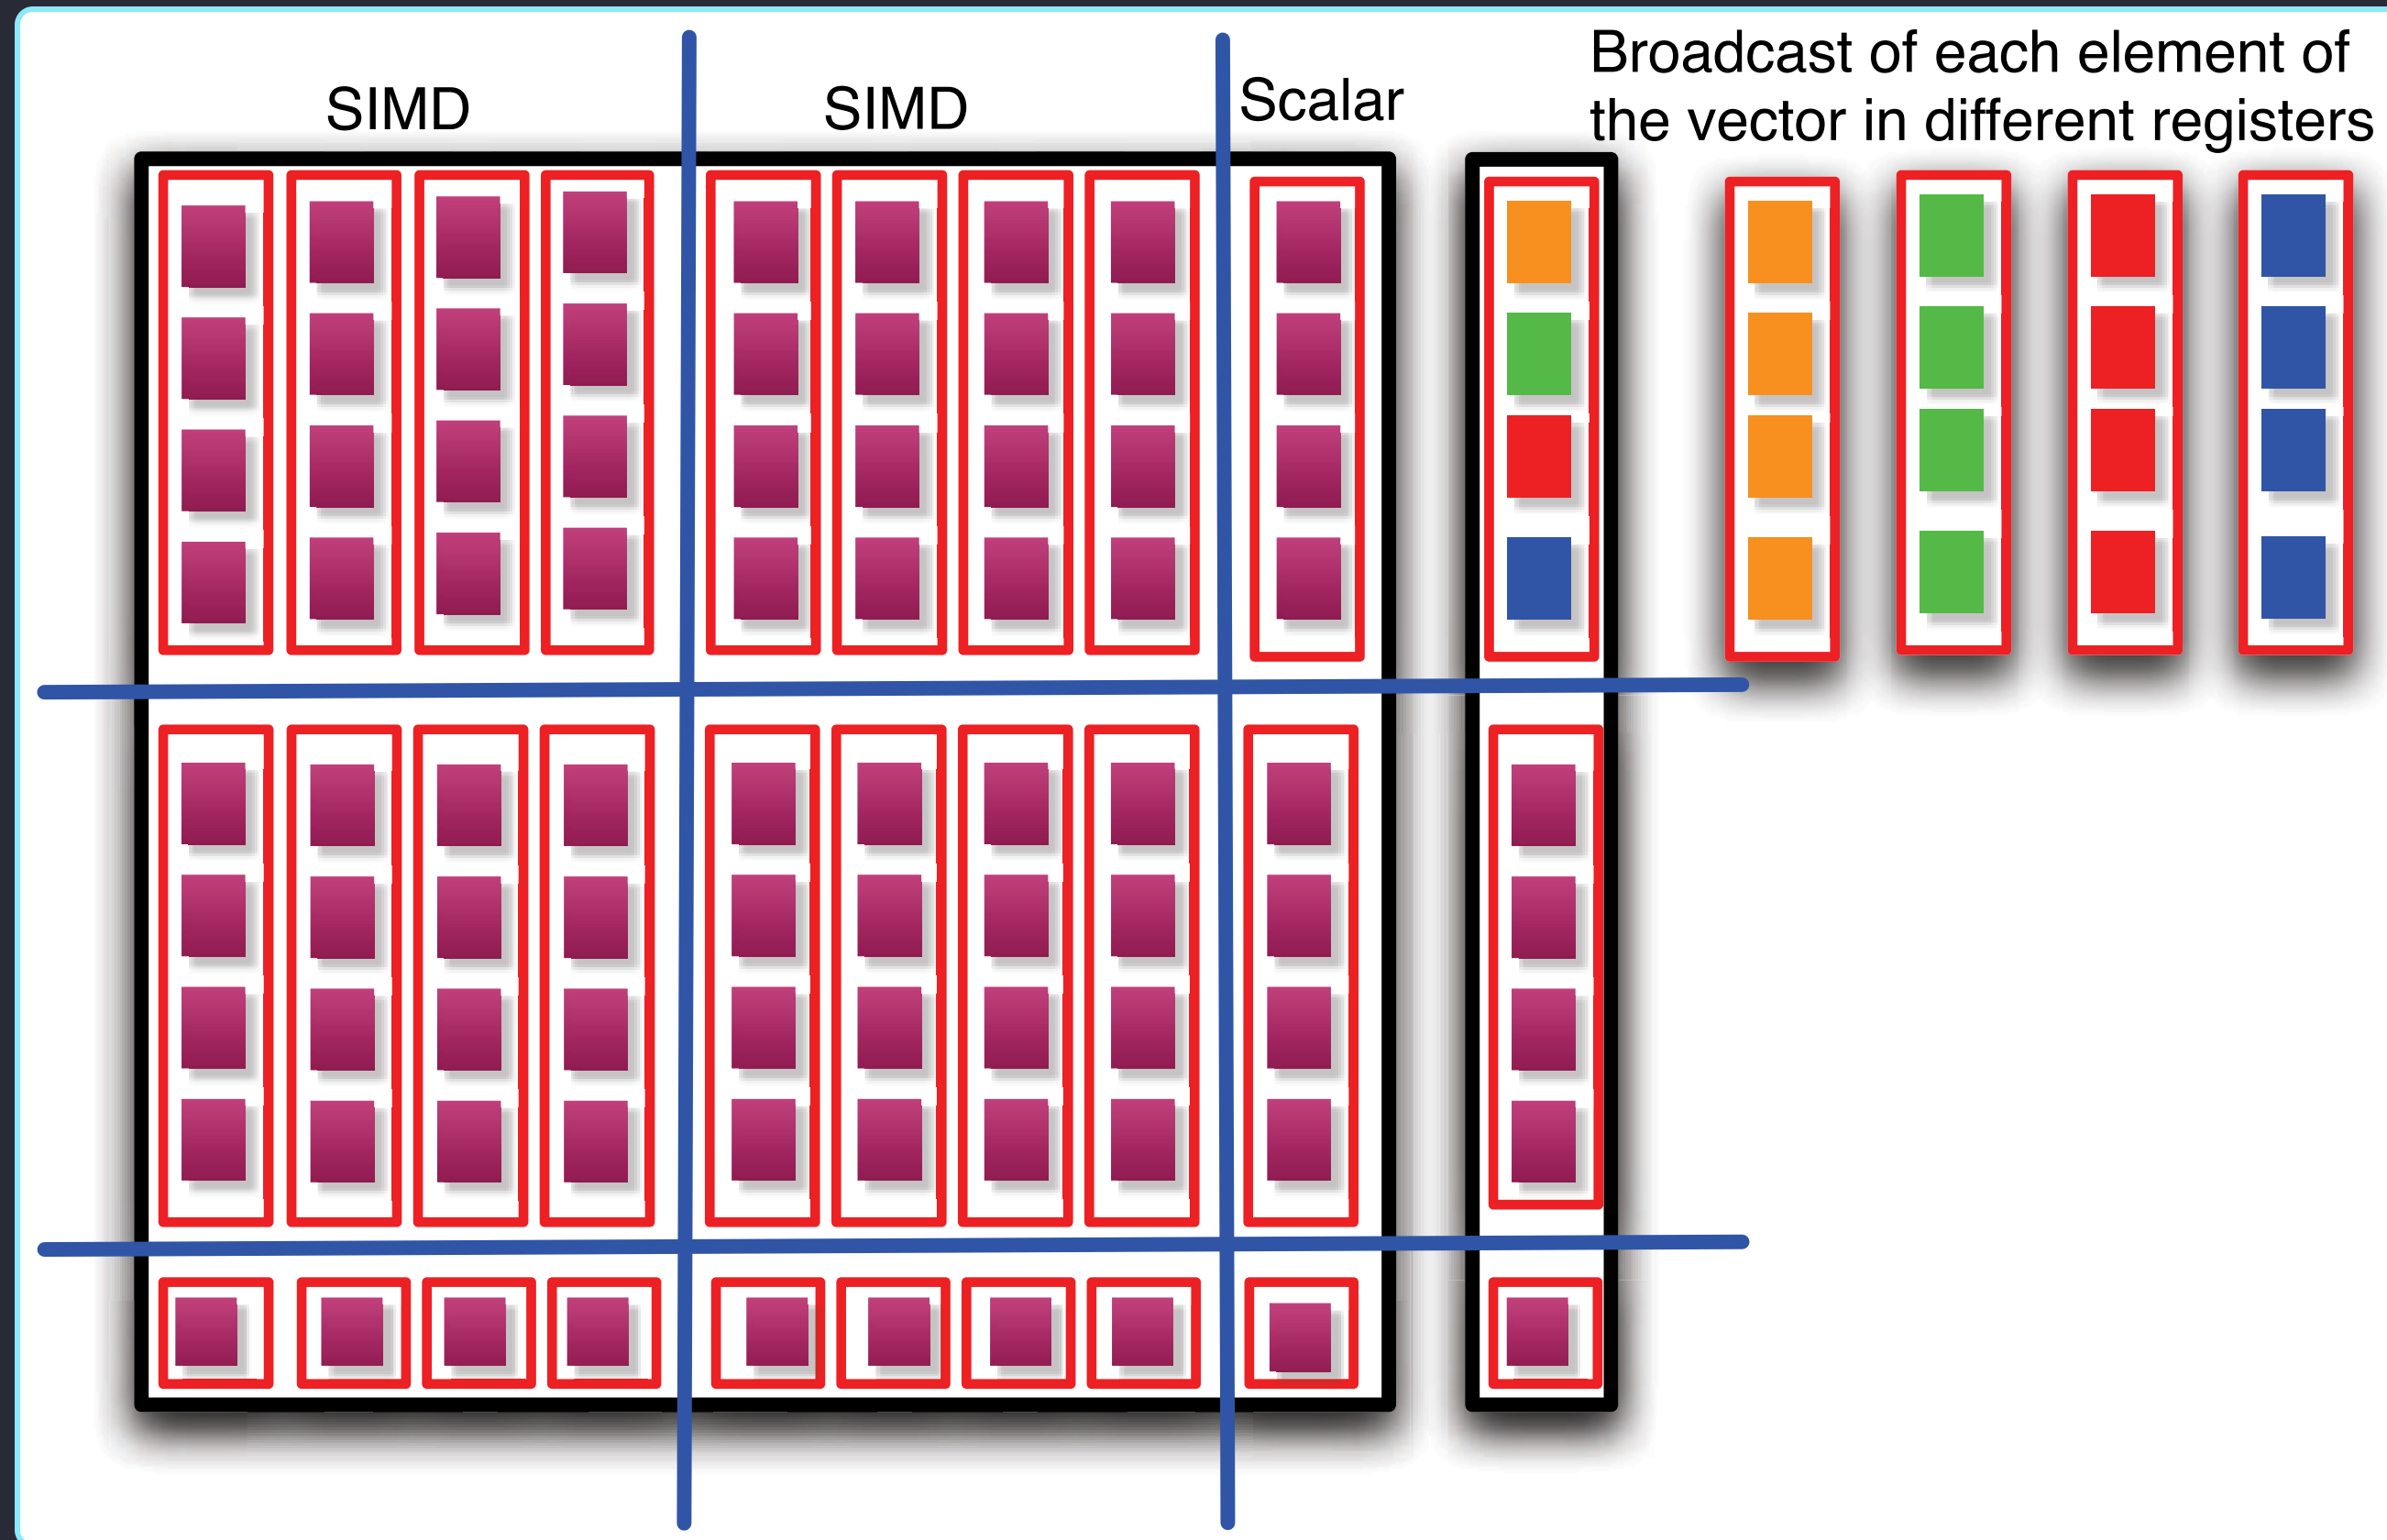 SIMD
SIMD
Scalar
Broadcast of each element of
the vector in different registers